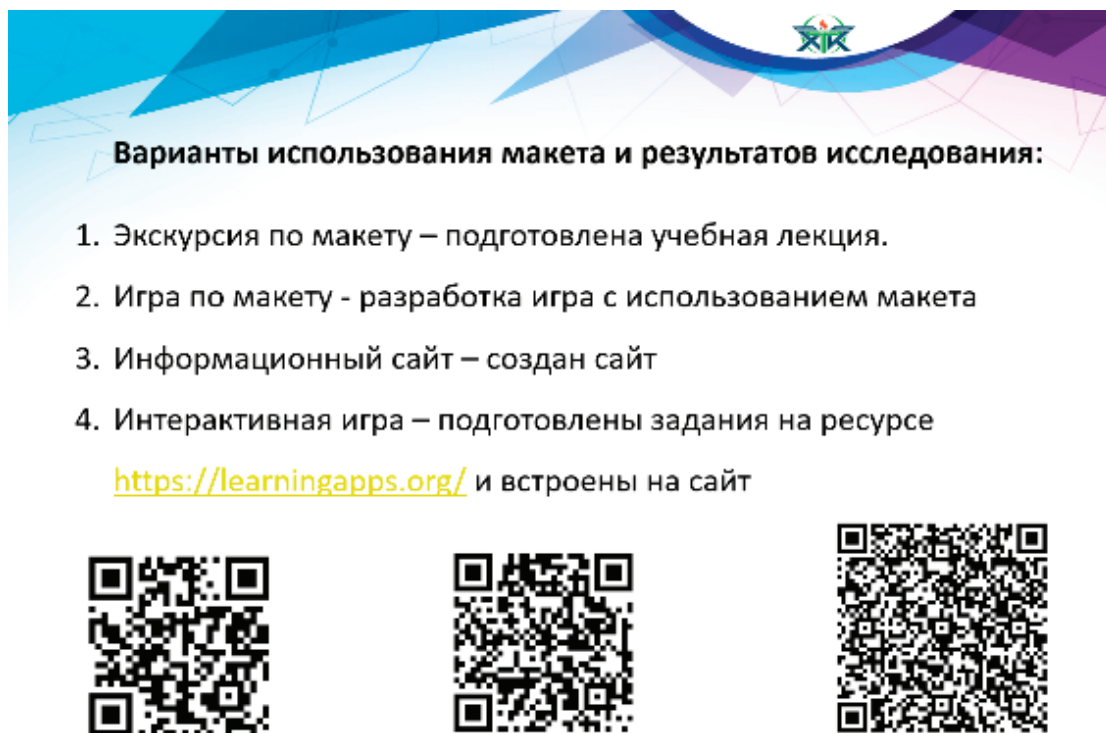 Варианты использования макета и результатов исследования:
1. Экскурсия по макету – подготовлена учебная лекция.
2. Игра по макету - разработка игра с использованием макета
3. Информационный сайт – создан сайт
4. Интерактивная игра – подготовлены задания на ресурсе
https://learningapps.org/ и встроены на сайт